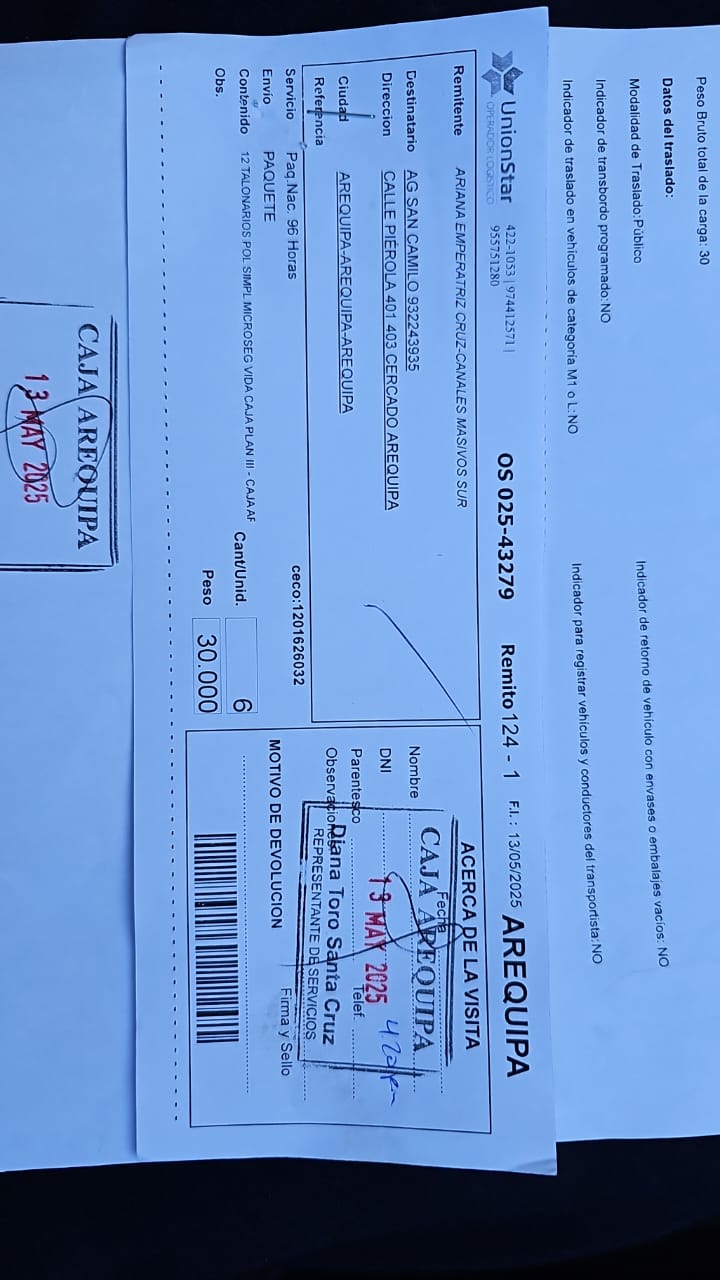 Peso Bruto total de la carga: 30
Datos del traslado:
Modalidad de Traslado:Público
Indicador de retorno de vehículo con envases o embalajes vacíos: NO
Indicador de transbordo programado:NO
Indicador de traslado en vehículos de categoría M1 o L:NO
Indicador para registrar vehículos y conductores del transportista:NO
UnionStar
OPERADOR LOGISTICO
422-1053 | 974412571 |
955751280
OS 025-43279
Remito 124 - 1
F.I.: 13/05/2025
AREQUIPA
Remitente ARIANA EMPERATRIZ CRUZ-CANALES MASIVOS SUR
Destinatario AG SAN CAMILO 932243935
Direccion CALLE PIÉROLA 401 403 CERCADO AREQUIPA
Ciudad AREQUIPA-AREQUIPA-AREQUIPA
Referencia
Servicio Paq.Nac. 96 Horas
ceco:1201626032
Envio PAQUETE
Contenido 12 TALONARIOS POL SIMPL MICROSEG VIDA CAJA PLAN III - CAJA AF
Cant/Unid. 6
Obs.
Peso 30.000
ACERCA DE LA VISITA
Fecha
Nombre
CAJA AREQUIPA
DNI
13 MAY 2025
Parentesco
Telef.
Observaciones
Diana Toro Santa Cruz
REPRESENTANTE DE SERVICIOS
Firma y Sello
MOTIVO DE DEVOLUCION
CAJA AREQUIPA
13 MAY 2025